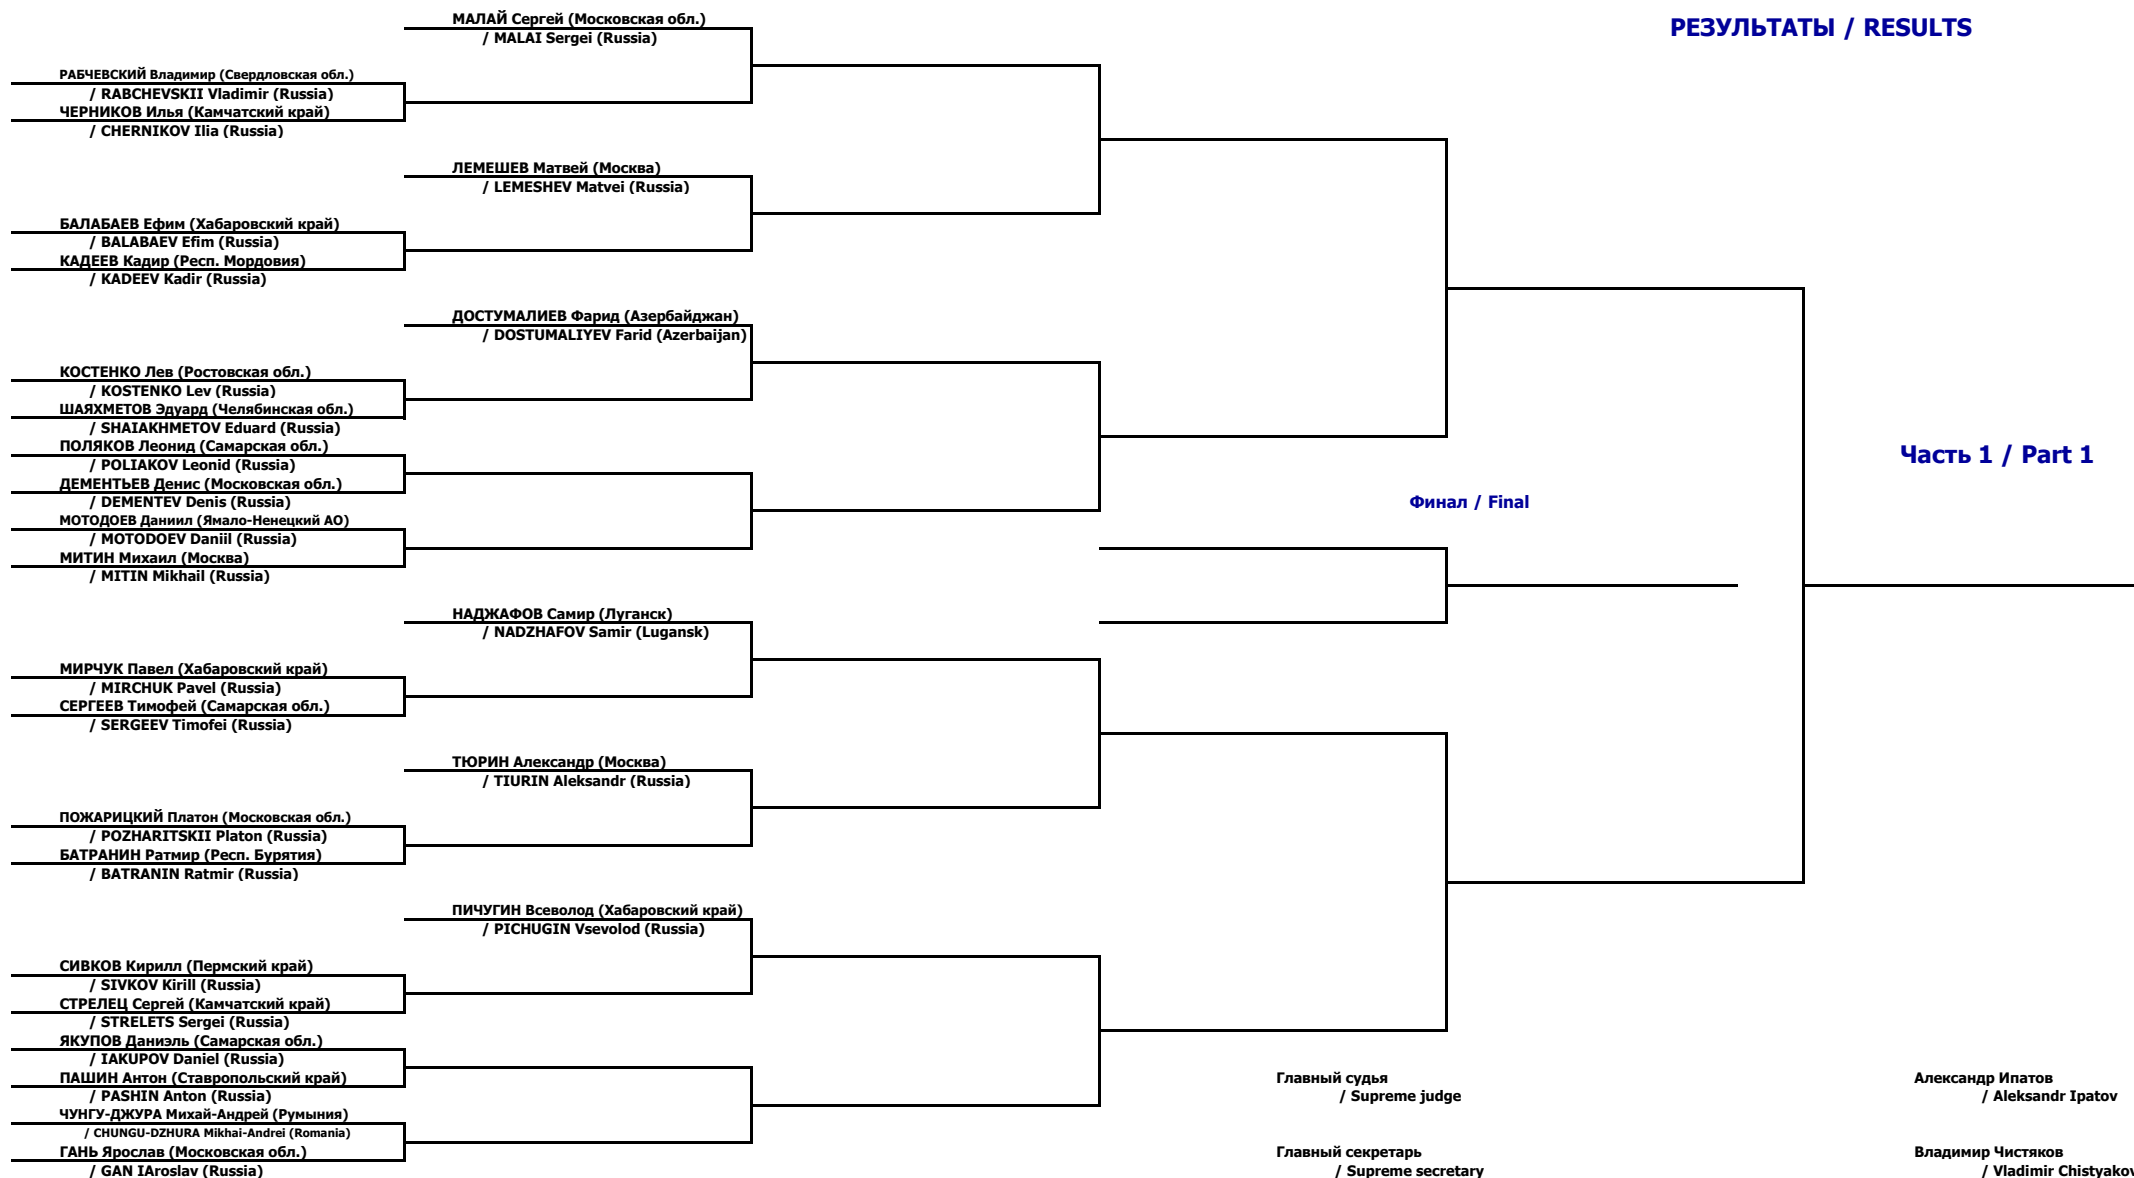 МАЛАЙ Сергей (Московская обл.)
/ MALAI Sergei (Russia)
РЕЗУЛЬТАТЫ / RESULTS
РАБЧЕВСКИЙ Владимир (Свердловская обл.)
/ RABCHEVSKII Vladimir (Russia)
ЧЕРНИКОВ Илья (Камчатский край)
/ CHERNIKOV Ilia (Russia)
ЛЕМЕШЕВ Матвей (Москва)
/ LEMESHEV Matvei (Russia)
БАЛАБАЕВ Ефим (Хабаровский край)
/ BALABAEV Efim (Russia)
КАДЕЕВ Кадир (Респ. Мордовия)
/ KADEEV Kadir (Russia)
ДОСТУМАЛИЕВ Фарид (Азербайджан)
/ DOSTUMALIYEV Farid (Azerbaijan)
КОСТЕНКО Лев (Ростовская обл.)
/ KOSTENKO Lev (Russia)
ШАЯХМЕТОВ Эдуард (Челябинская обл.)
/ SHAIAKHMETOV Eduard (Russia)
ПОЛЯКОВ Леонид (Самарская обл.)
/ POLIAKOV Leonid (Russia)
Часть 1 / Part 1
ДЕМЕНТЬЕВ Денис (Московская обл.)
/ DEMENTEV Denis (Russia)
Финал / Final
МОТОДОЕВ Даниил (Ямало-Ненецкий АО)
/ MOTODOEV Daniil (Russia)
МИТИН Михаил (Москва)
/ MITIN Mikhail (Russia)
НАДЖАФОВ Самир (Луганск)
/ NADZHAFOV Samir (Lugansk)
МИРЧУК Павел (Хабаровский край)
/ MIRCHUK Pavel (Russia)
СЕРГЕЕВ Тимофей (Самарская обл.)
/ SERGEEV Timofei (Russia)
ТЮРИН Александр (Москва)
/ TIURIN Aleksandr (Russia)
ПОЖАРИЦКИЙ Платон (Московская обл.)
/ POZHARITSKII Platon (Russia)
БАТРАНИН Ратмир (Респ. Бурятия)
/ BATRANIN Ratmir (Russia)
ПИЧУГИН Всеволод (Хабаровский край)
/ PICHUGIN Vsevolod (Russia)
СИВКОВ Кирилл (Пермский край)
/ SIVKOV Kirill (Russia)
СТРЕЛЕЦ Сергей (Камчатский край)
/ STRELETS Sergei (Russia)
ЯКУПОВ Даниэль (Самарская обл.)
/ IAKUPOV Daniel (Russia)
ПАШИН Антон (Ставропольский край)
/ PASHIN Anton (Russia)
Главный судья
/ Supreme judge
Александр Ипатов
/ Aleksandr Ipatov
ЧУНГУ-ДЖУРА Михай-Андрей (Румыния)
/ CHUNGU-DZHURA Mikhai-Andrei (Romania)
ГАНЬ Ярослав (Московская обл.)
/ GAN IAroslav (Russia)
Главный секретарь
/ Supreme secretary
Владимир Чистяков
/ Vladimir Chistyakov